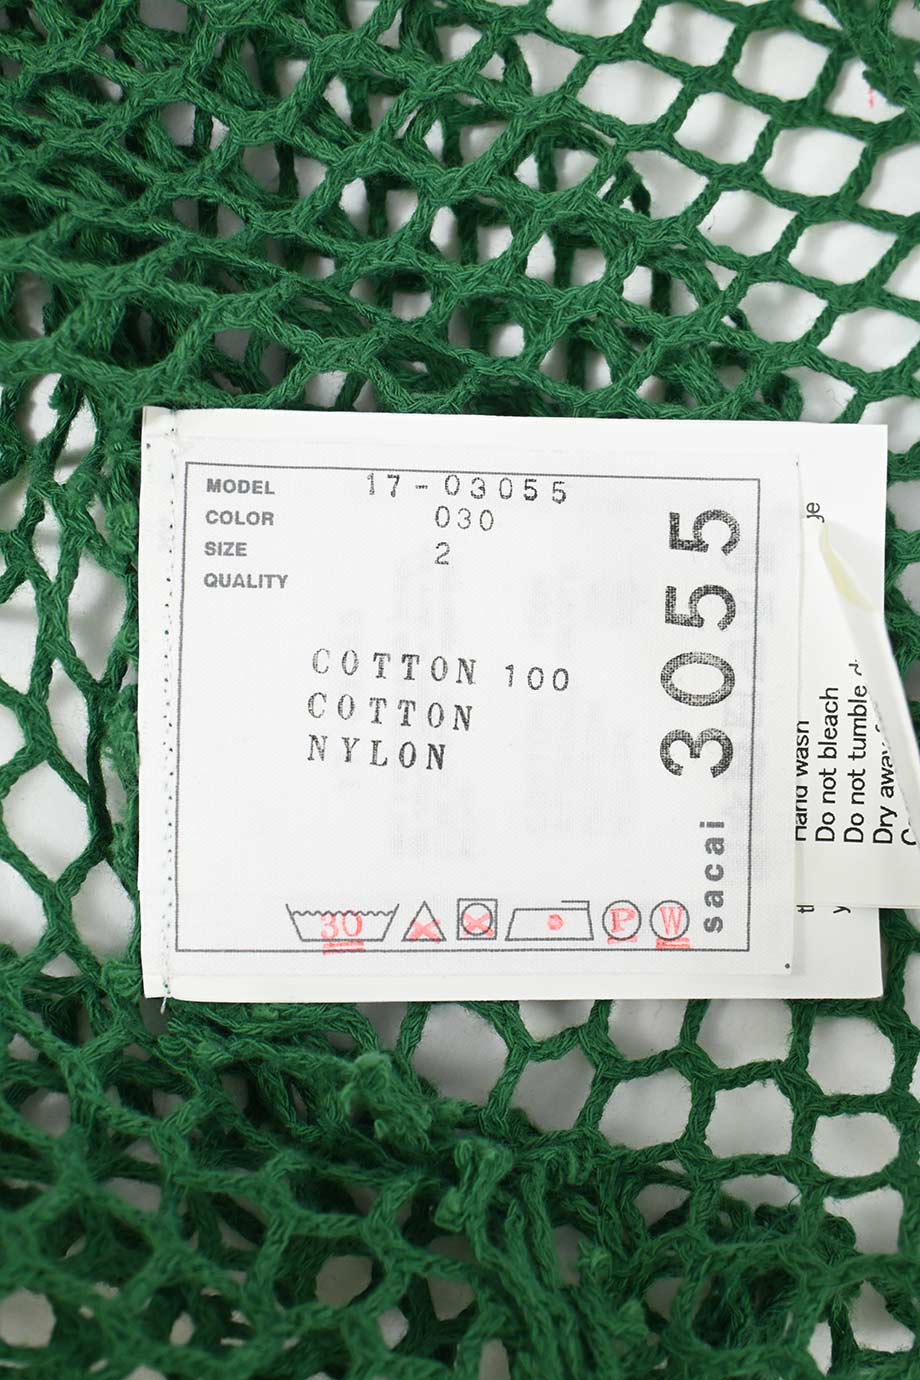 MODEL 17-03055
COLOR 030
SIZE 2
QUALITY
COTTON 100
COTTON
NYLON
30 P W
sacai 3055
Hand wash
Do not bleach
Do not tumble
Dry away